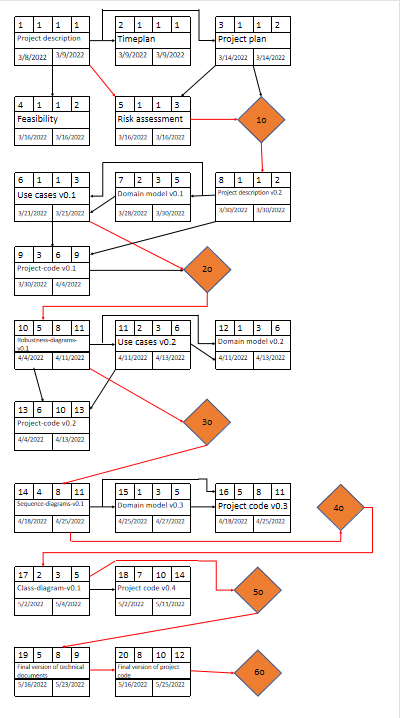 1 1 1 1
Project description
3/8/2022 3/9/2022
2 1 1 1
Timeplan
3/9/2022 3/9/2022
3 1 1 2
Project plan
3/14/2022 3/14/2022
4 1 1 2
Feasibility
3/16/2022 3/16/2022
5 1 1 3
Risk assessment
3/16/2022 3/16/2022
1o
6 1 1 3
Use cases v0.1
3/21/2022 3/21/2022
7 2 3 5
Domain model v0.1
3/28/2022 3/30/2022
8 1 1 2
Project description v0.2
3/30/2022 3/30/2022
9 3 6 9
Project-code v0.1
3/30/2022 4/4/2022
2o
10 5 8 11
Robustness-diagrams-
v0.1
4/4/2022 4/11/2022
11 2 3 6
Use cases v0.2
4/11/2022 4/13/2022
12 1 3 6
Domain model v0.2
4/11/2022 4/13/2022
13 6 10 13
Project-code v0.2
4/4/2022 4/13/2022
3o
14 4 8 11
Sequence-diagrams-v0.1
4/18/2022 4/25/2022
15 1 3 5
Domain model v0.3
4/25/2022 4/27/2022
16 5 8 11
Project code v0.3
4/18/2022 4/25/2022
4o
17 2 3 5
Class-diagram-v0.1
5/2/2022 5/4/2022
18 7 10 14
Project code v0.4
5/2/2022 5/11/2022
5o
19 5 8 9
Final version of technical
documents
5/16/2022 5/23/2022
20 8 10 12
Final version of project
code
5/16/2022 5/25/2022
6o